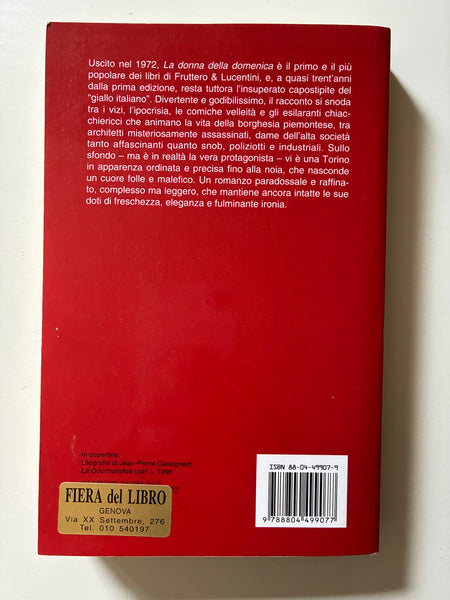 Uscito nel 1972, La donna della domenica è il primo e il più
popolare dei libri di Fruttero & Lucentini, e, a quasi trent'anni
dalla prima edizione, resta tuttora l'insuperato capostipite del
"giallo italiano". Divertente e godibilissimo, il racconto si snoda
tra i vizi, l'ipocrisia, le comiche velleità e gli esilaranti chiac-
chiericci che animano la vita della borghesia piemontese, tra
architetti misteriosamente assassinati, dame dell'alta società
tanto affascinanti quanto snob, poliziotti e industriali. Sullo
sfondo – ma è in realtà la vera protagonista – vi è una Torino
in apparenza ordinata e precisa fino alla noia, che nasconde
un cuore folle e malefico. Un romanzo paradossale e raffina-
to, complesso ma leggero, che mantiene ancora intatte le sue
doti di freschezza, eleganza e fulminante ironia.
In copertina:
Litografia di Jean-Pierre Cassigneul,
La Gourmandise (part.), 1996
FIERA del LIBRO
GENOVA
Via XX Settembre, 276
Tel. 010 540197
ISBN 88-04-49907-9
9 788804 499077